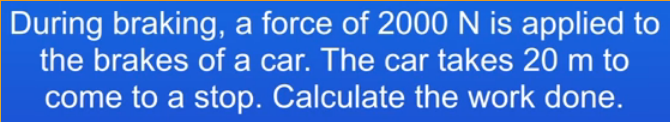 During braking, a force of 2000 N is applied to
the brakes of a car. The car takes 20 m to
come to a stop. Calculate the work done.